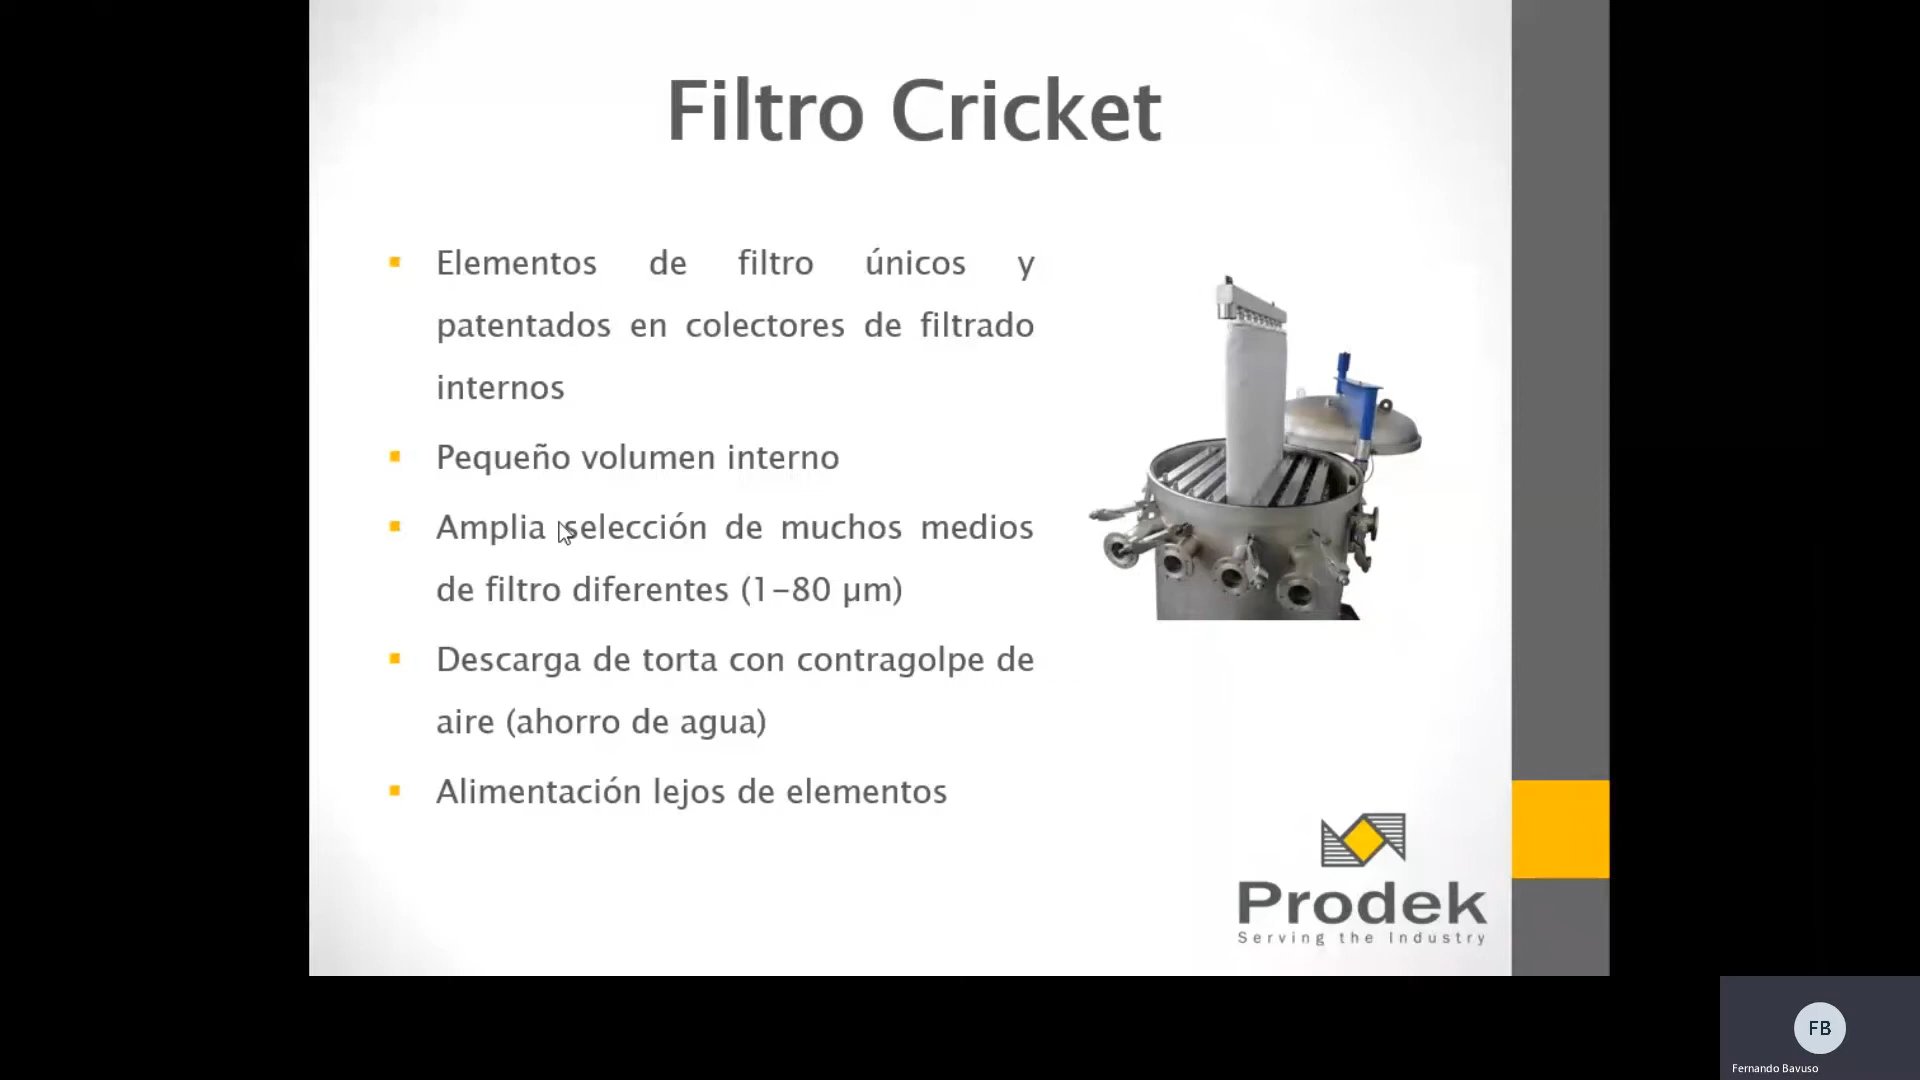 Filtro Cricket
Elementos de filtro únicos y
patentados en colectores de filtrado
internos
Pequeño volumen interno
Amplia selección de muchos medios
de filtro diferentes (1-80 µm)
Descarga de torta con contragolpe de
aire (ahorro de agua)
Alimentación lejos de elementos
Prodek
Serving the Industry
FB
Fernando Bavuso